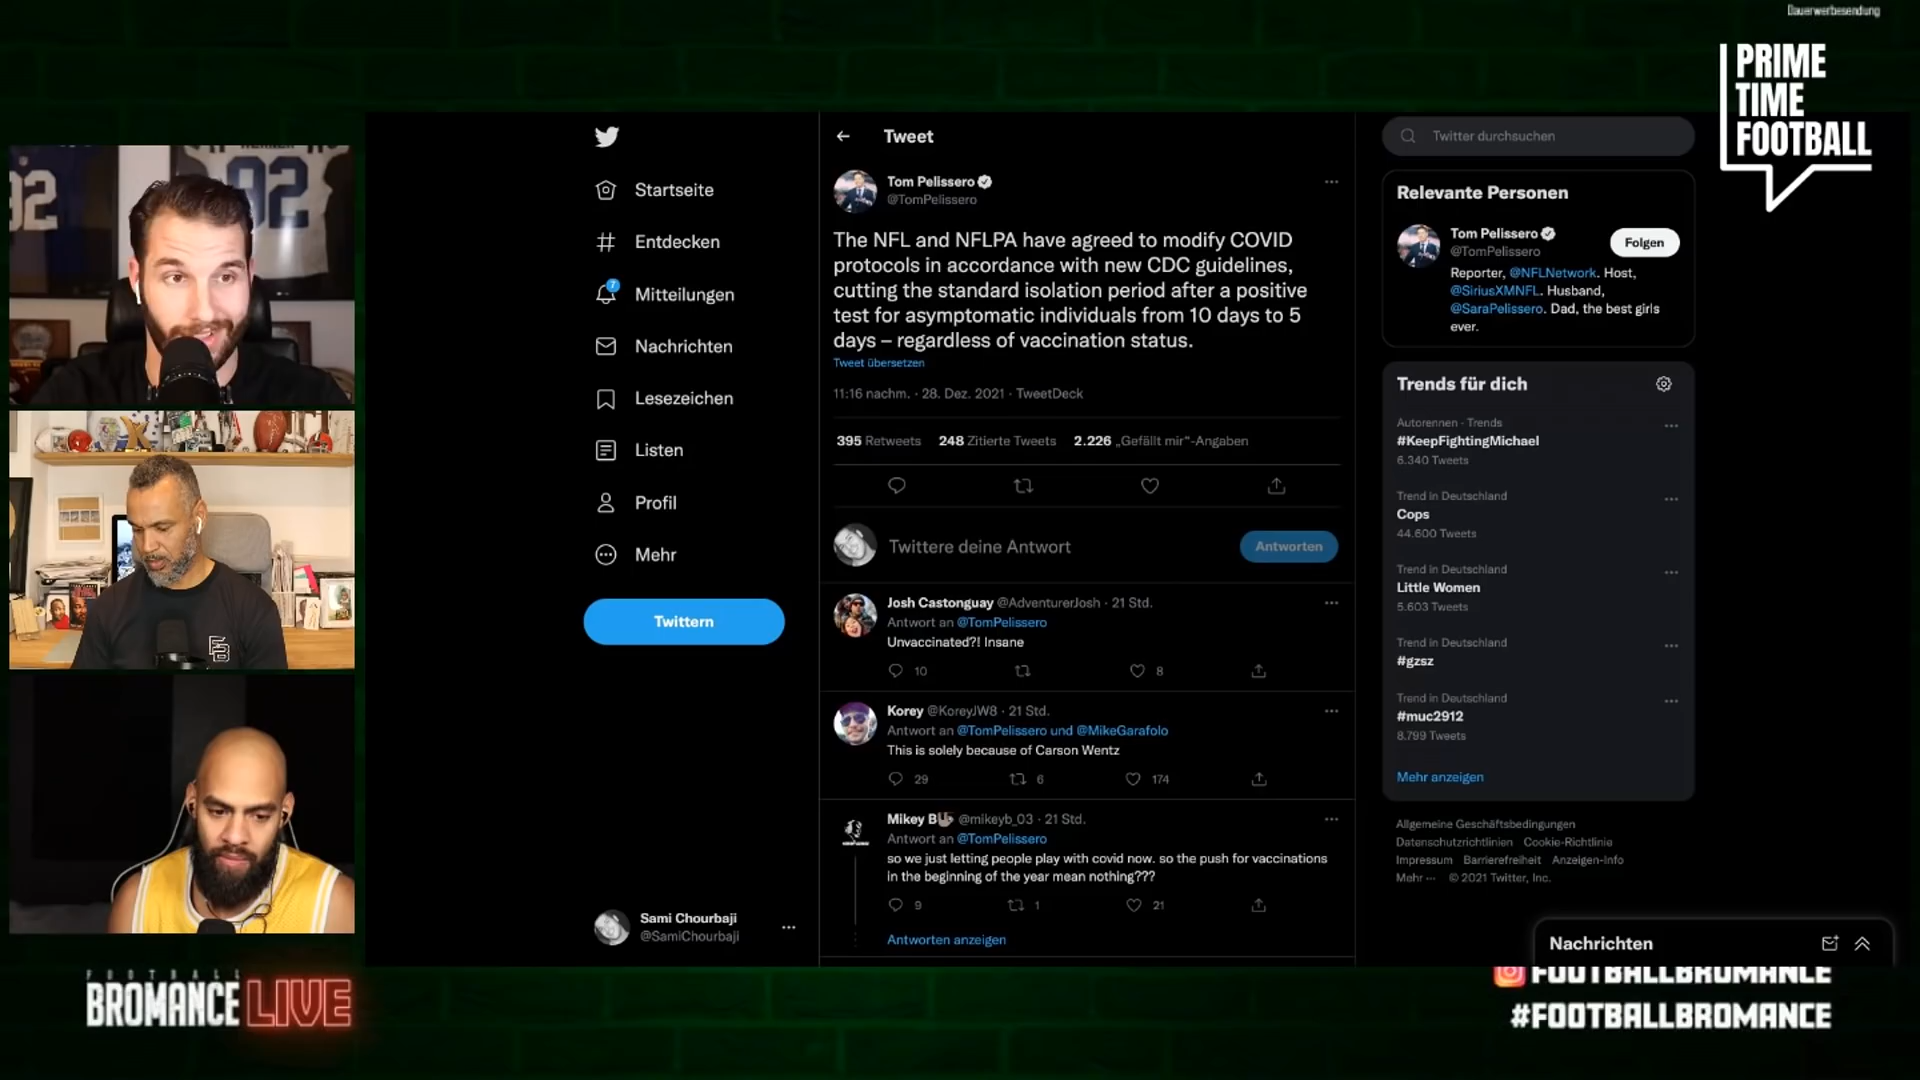 Dauerwerbesendung
PRIME
TIME
FOOTBALL
92
92
Startseite
Entdecken
7
Mitteilungen
Nachrichten
Lesezeichen
Listen
Profil
Mehr
Twittern
Sami Chourbaji
@SamiChourbaji
Tweet
Tom Pelissero
@TomPelissero
The NFL and NFLPA have agreed to modify COVID
protocols in accordance with new CDC guidelines,
cutting the standard isolation period after a positive
test for asymptomatic individuals from 10 days to 5
days – regardless of vaccination status.
Tweet übersetzen
11:16 nachm. · 28. Dez. 2021 · TweetDeck
395 Retweets 248 Zitierte Tweets 2.226 „Gefällt mir“-Angaben
Twittere deine Antwort
Antworten
Josh Castonguay @AdventurerJosh · 21 Std.
Antwort an @TomPelissero
Unvaccinated?! Insane
10 8
Korey @KoreyJW8 · 21 Std.
Antwort an @TomPelissero und @MikeGarafolo
This is solely because of Carson Wentz
29 6 174
Mikey B @mikeyb_03 · 21 Std.
Antwort an @TomPelissero
so we just letting people play with covid now. so the push for vaccinations
in the beginning of the year mean nothing???
9 1 21
Antworten anzeigen
Twitter durchsuchen
Relevante Personen
Tom Pelissero
@TomPelissero
Folgen
Reporter, @NFLNetwork. Host,
@SiriusXMNFL. Husband,
@SaraPelissero. Dad, the best girls
ever.
Trends für dich
Autorennen · Trends
#KeepFightingMichael
6.340 Tweets
Trend in Deutschland
Cops
44.600 Tweets
Trend in Deutschland
Little Women
5.603 Tweets
Trend in Deutschland
#gzsz
Trend in Deutschland
#muc2912
8.799 Tweets
Mehr anzeigen
Allgemeine Geschäftsbedingungen
Datenschutzrichtlinien Cookie-Richtlinie
Impressum Barrierefreiheit Anzeigen-Info
Mehr ··· © 2021 Twitter, Inc.
Nachrichten
FOOTBALL
BROMANCE LIVE
FOOTBALLBROMANCE
#FOOTBALLBROMANCE